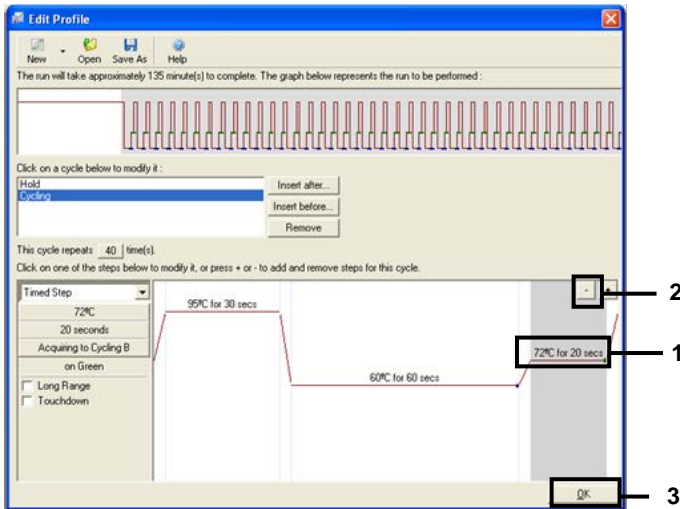 Edit Profile
New Open Save As Help
The run will take approximately 135 minute(s) to complete. The graph below represents the run to be performed :
Click on a cycle below to modify it :
Hold
Cycling
Insert after...
Insert before...
Remove
This cycle repeats 40 time(s).
Click on one of the steps below to modify it, or press + or - to add and remove steps for this cycle.
Timed Step
72ºC
20 seconds
Acquiring to Cycling B
on Green
Long Range
Touchdown
95ºC for 30 secs
60ºC for 60 secs
72ºC for 20 secs
- +
2
1
OK
3